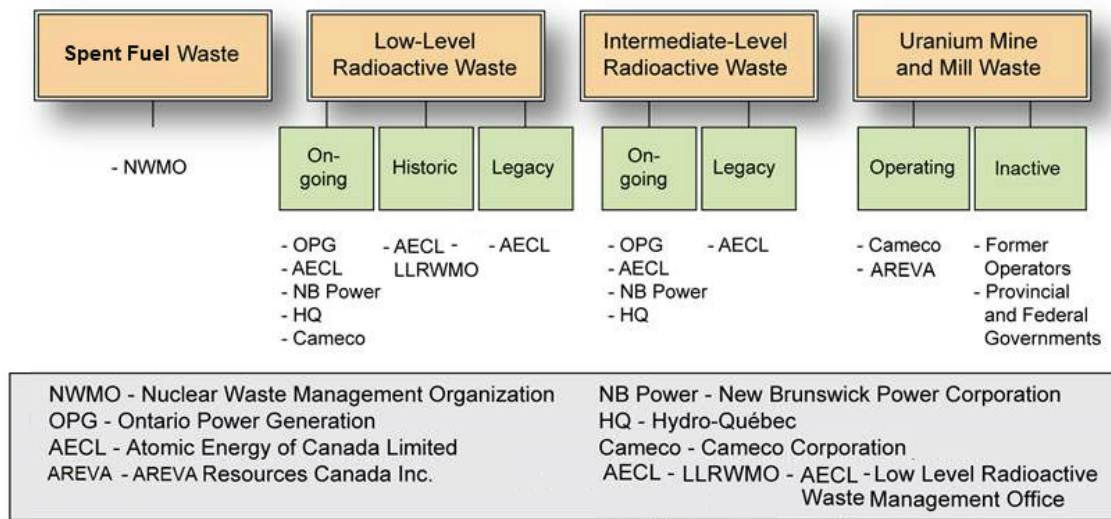 Spent Fuel Waste
Low-Level
Radioactive Waste
Intermediate-Level
Radioactive Waste
Uranium Mine
and Mill Waste
- NWMO
On-
going
Historic
Legacy
On-
going
Legacy
Operating
Inactive
- OPG
- AECL
- NB Power
- HQ
- Cameco
- AECL -
LLRWMO
- AECL
- OPG
- AECL
- NB Power
- HQ
- AECL
- Cameco
- AREVA
- Former
Operators
- Provincial
and Federal
Governments
NWMO - Nuclear Waste Management Organization
OPG - Ontario Power Generation
AECL - Atomic Energy of Canada Limited
AREVA - AREVA Resources Canada Inc.
NB Power - New Brunswick Power Corporation
HQ - Hydro-Québec
Cameco - Cameco Corporation
AECL - LLRWMO - AECL - Low Level Radioactive
Waste Management Office